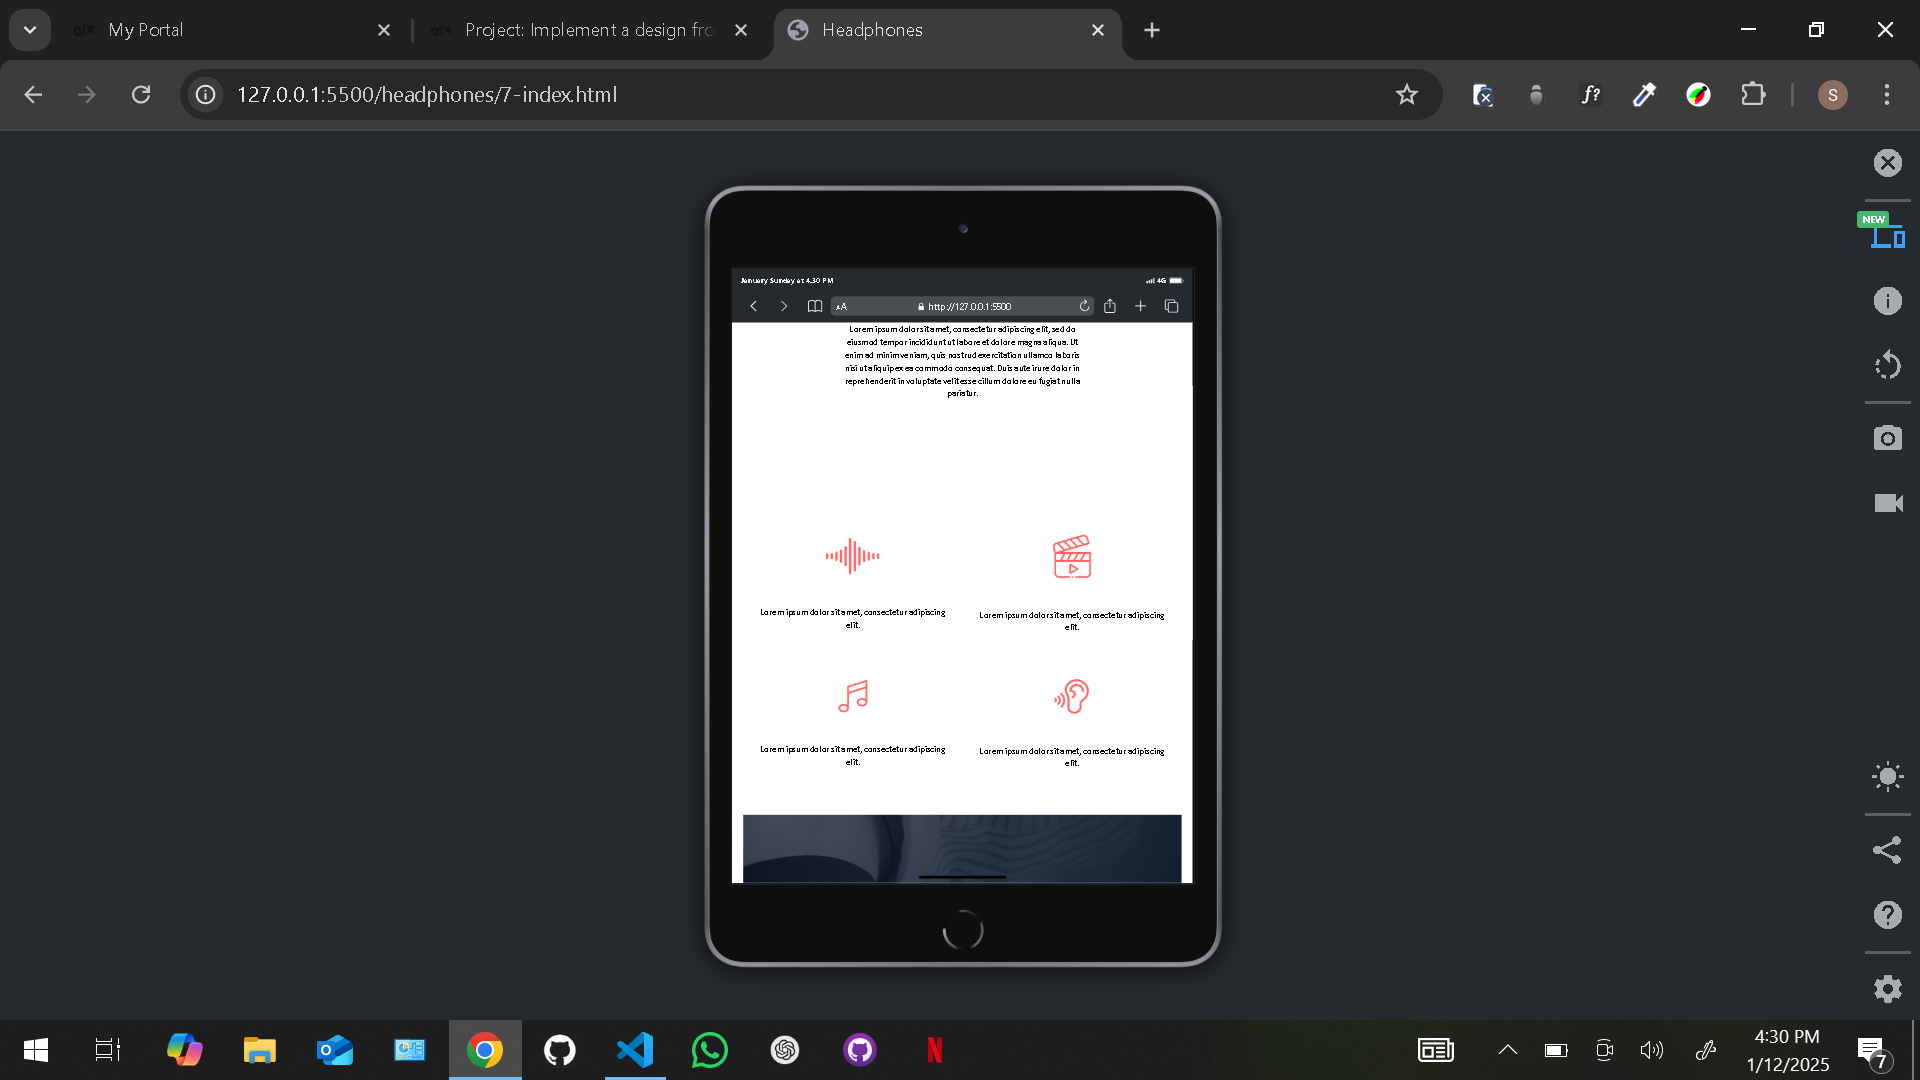 My Portal
Project: Implement a design fro
Headphones
127.0.0.1:5500/headphones/7-index.html
f?
S
NEW
January Sunday at 4.30 PM
4G
AA
http://127.0.0.1:5500
Lorem ipsum dolor sit amet, consectetur adipiscing elit, sed do
eiusmod tempor incididunt ut labore et dolore magna aliqua. Ut
enim ad minim veniam, quis nostrud exercitation ullamco laboris
nisi ut aliquip ex ea commodo consequat. Duis aute irure dolor in
reprehenderit in voluptate velit esse cillum dolore eu fugiat nulla
pariatur.
Lorem ipsum dolor sit amet, consectetur adipiscing
elit.
Lorem ipsum dolor sit amet, consectetur adipiscing
elit.
Lorem ipsum dolor sit amet, consectetur adipiscing
elit.
Lorem ipsum dolor sit amet, consectetur adipiscing
elit.
4:30 PM
1/12/2025
7